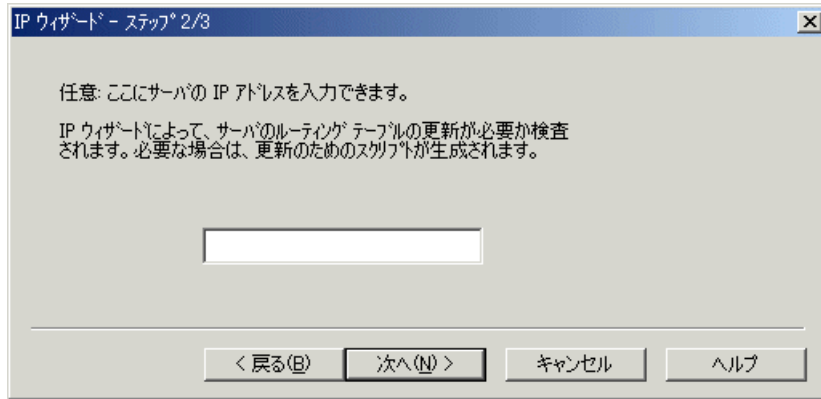 IP ウィザード - ステップ 2/3
任意: ここにサーバの IP アドレスを入力できます。
IP ウィザードによって、サーバのルーティング テーブルの更新が必要か検査
されます。必要な場合は、更新のためのスクリプトが生成されます。
< 戻る(B) 次へ(N) > キャンセル ヘルプ